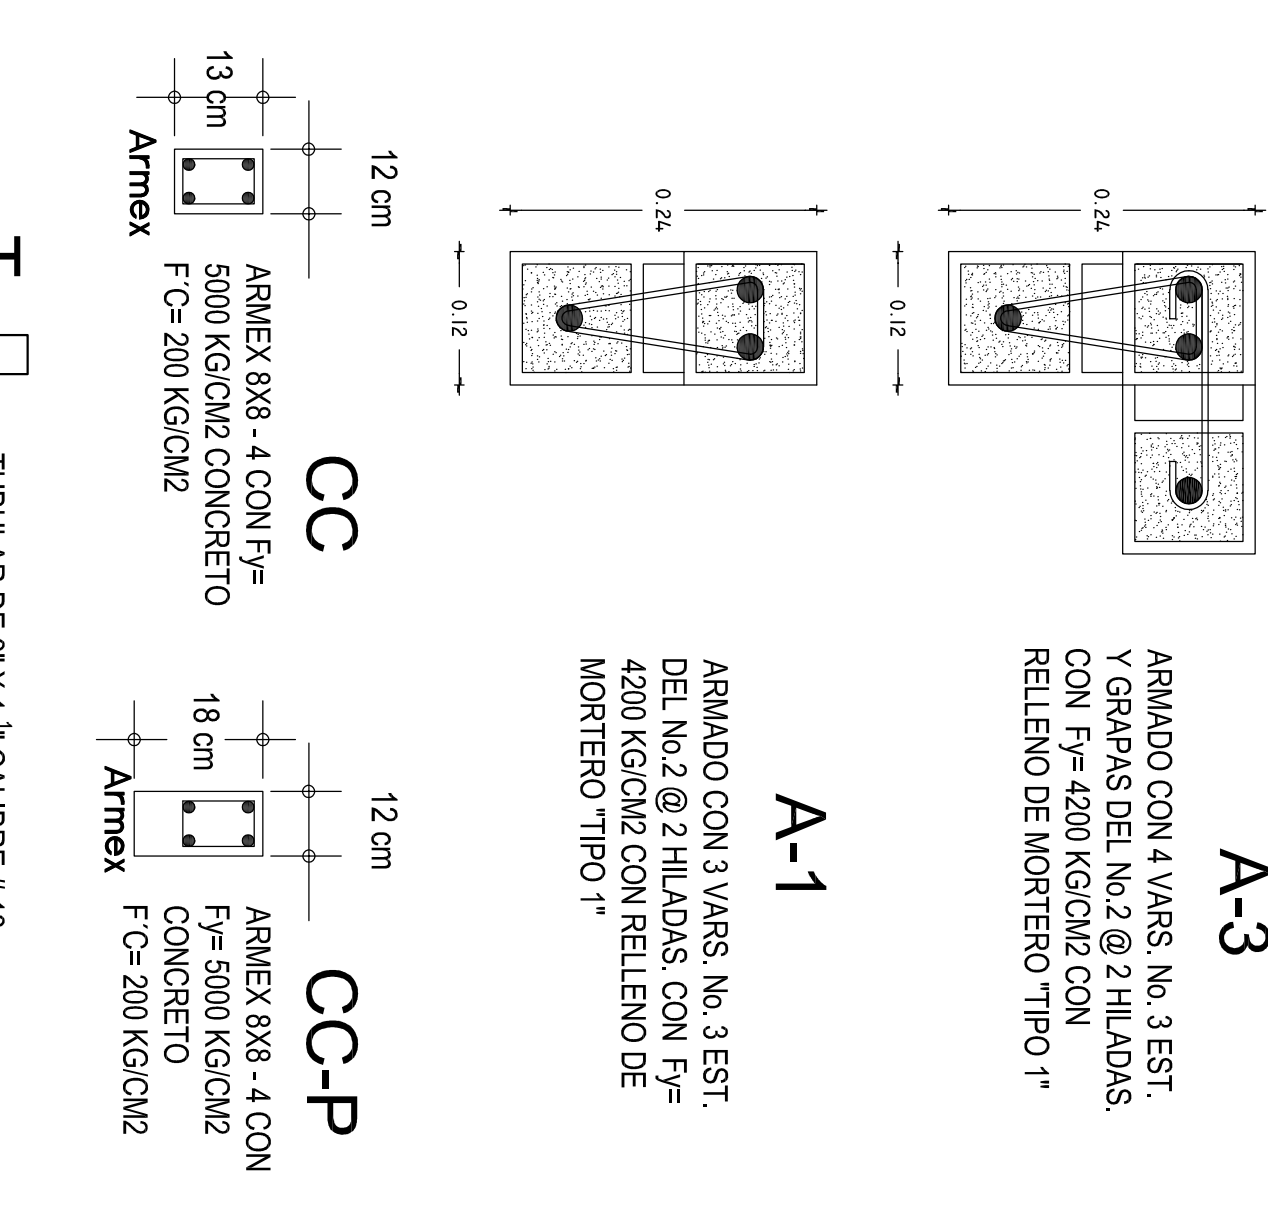 A-3
0.24
0.12
ARMADO CON 4 VARS. No. 3 EST.
Y GRAPAS DEL No.2 @ 2 HILADAS.
CON Fy= 4200 KG/CM2 CON
RELLENO DE MORTERO "TIPO 1"
A-1
0.24
0.12
ARMADO CON 3 VARS. No. 3 EST.
DEL No.2 @ 2 HILADAS. CON Fy=
4200 KG/CM2 CON RELLENO DE
MORTERO "TIPO 1"
CC
12 cm
13 cm
Armex
ARMEX 8X8 - 4 CON Fy=
5000 KG/CM2 CONCRETO
F´C= 200 KG/CM2
CC-P
12 cm
18 cm
Armex
ARMEX 8X8 - 4 CON
Fy= 5000 KG/CM2
CONCRETO
F´C= 200 KG/CM2
T